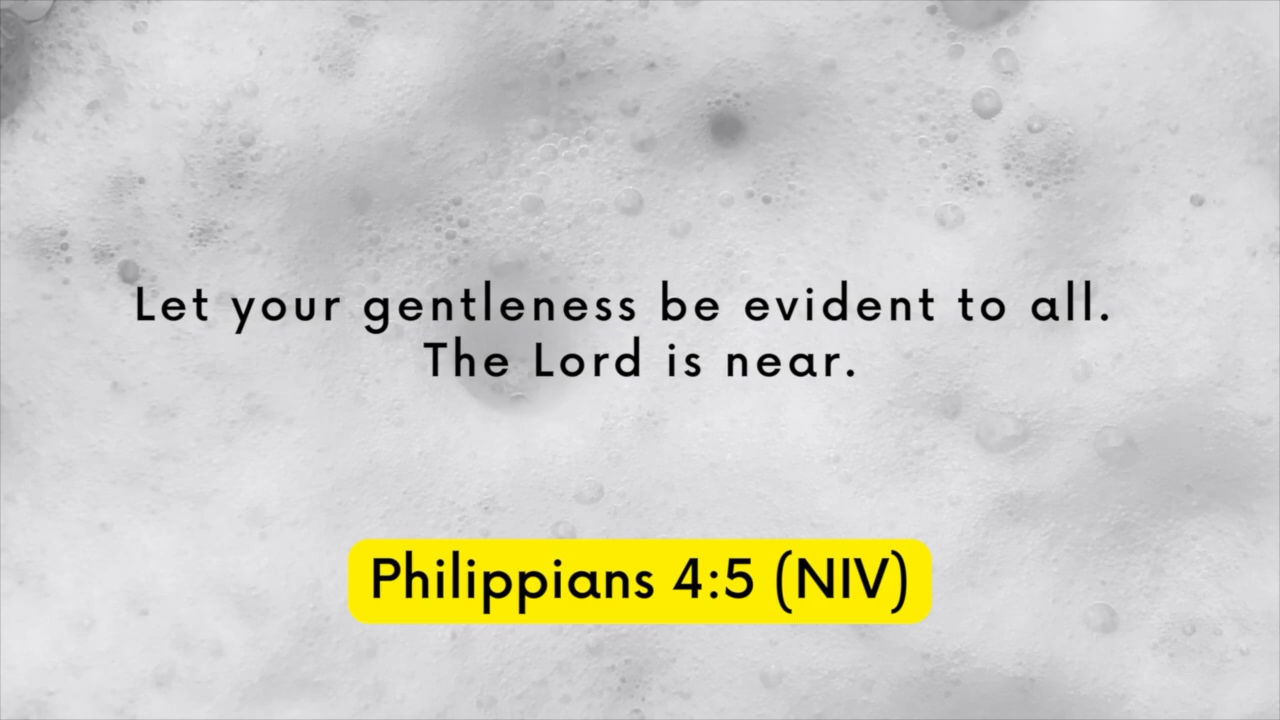 Let your gentleness be evident to all.
The Lord is near.
Philippians 4:5 (NIV)